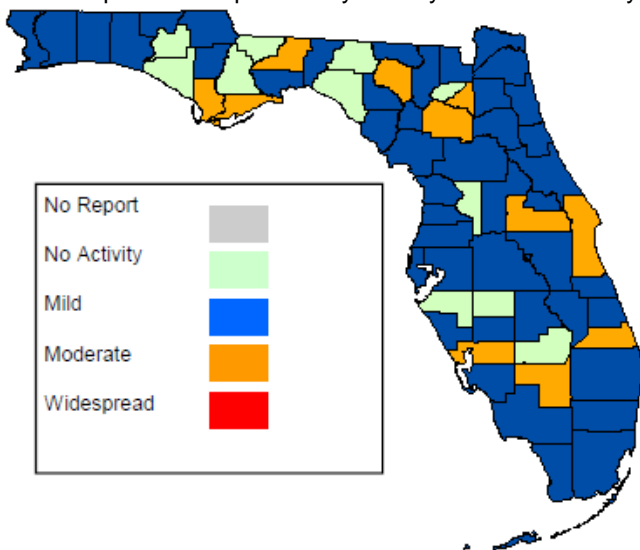 No Report
No Activity
Mild
Moderate
Widespread